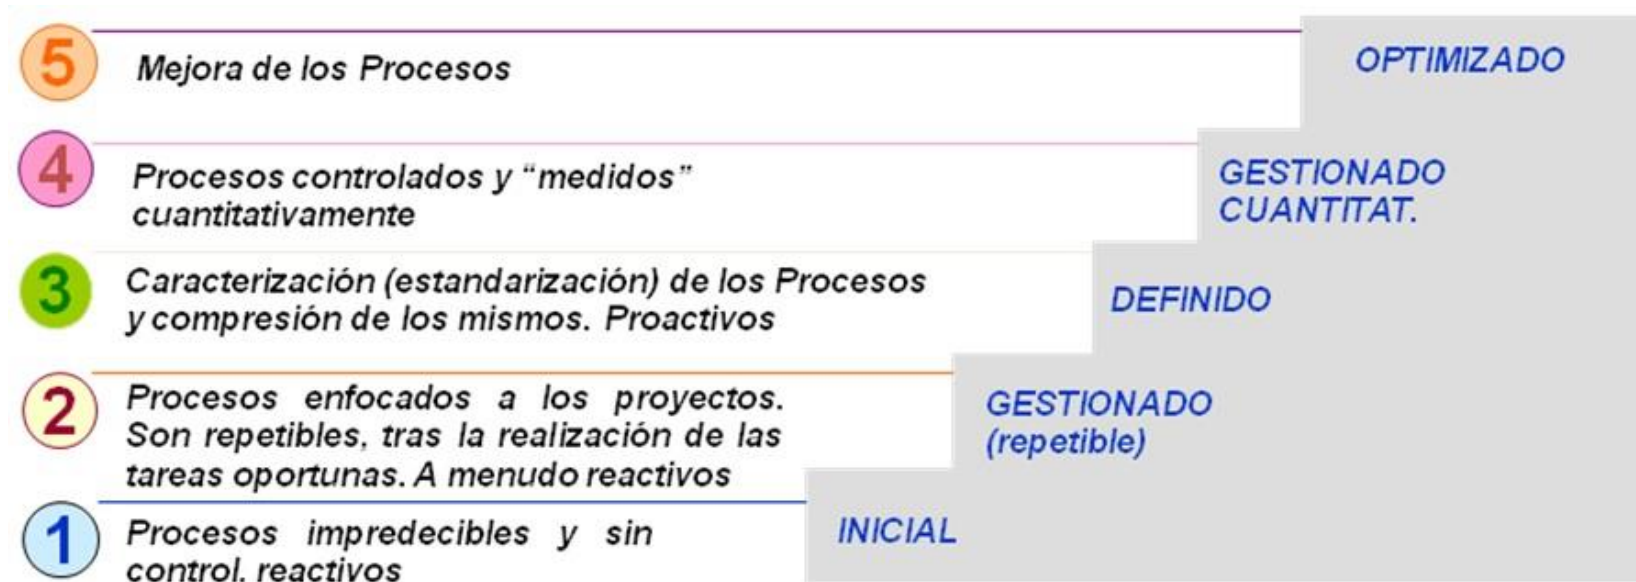 5
Mejora de los Procesos
OPTIMIZADO
4
Procesos controlados y “medidos”
cuantitativamente
GESTIONADO
CUANTITAT.
3
Caracterización (estandarización) de los Procesos
y compresión de los mismos. Proactivos
DEFINIDO
2
Procesos enfocados a los proyectos.
Son repetibles, tras la realización de las
tareas oportunas. A menudo reactivos
GESTIONADO
(repetible)
1
Procesos impredecibles y sin
control, reactivos
INICIAL